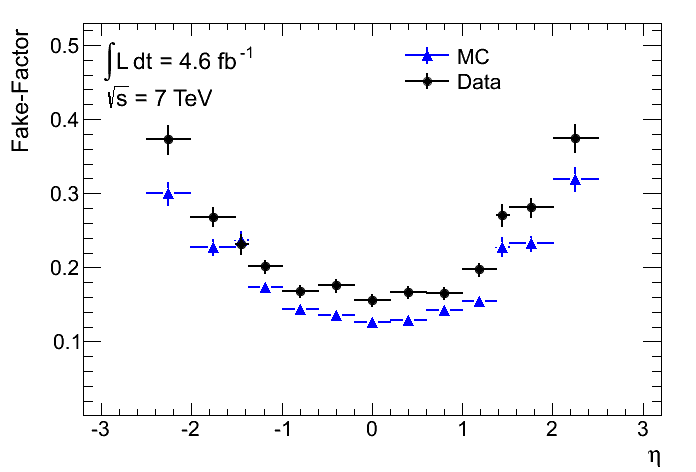 Fake-Factor
∫L dt = 4.6 fb⁻¹
√s = 7 TeV
MC
Data
0.5
0.4
0.3
0.2
0.1
-3 -2 -1 0 1 2 3
η